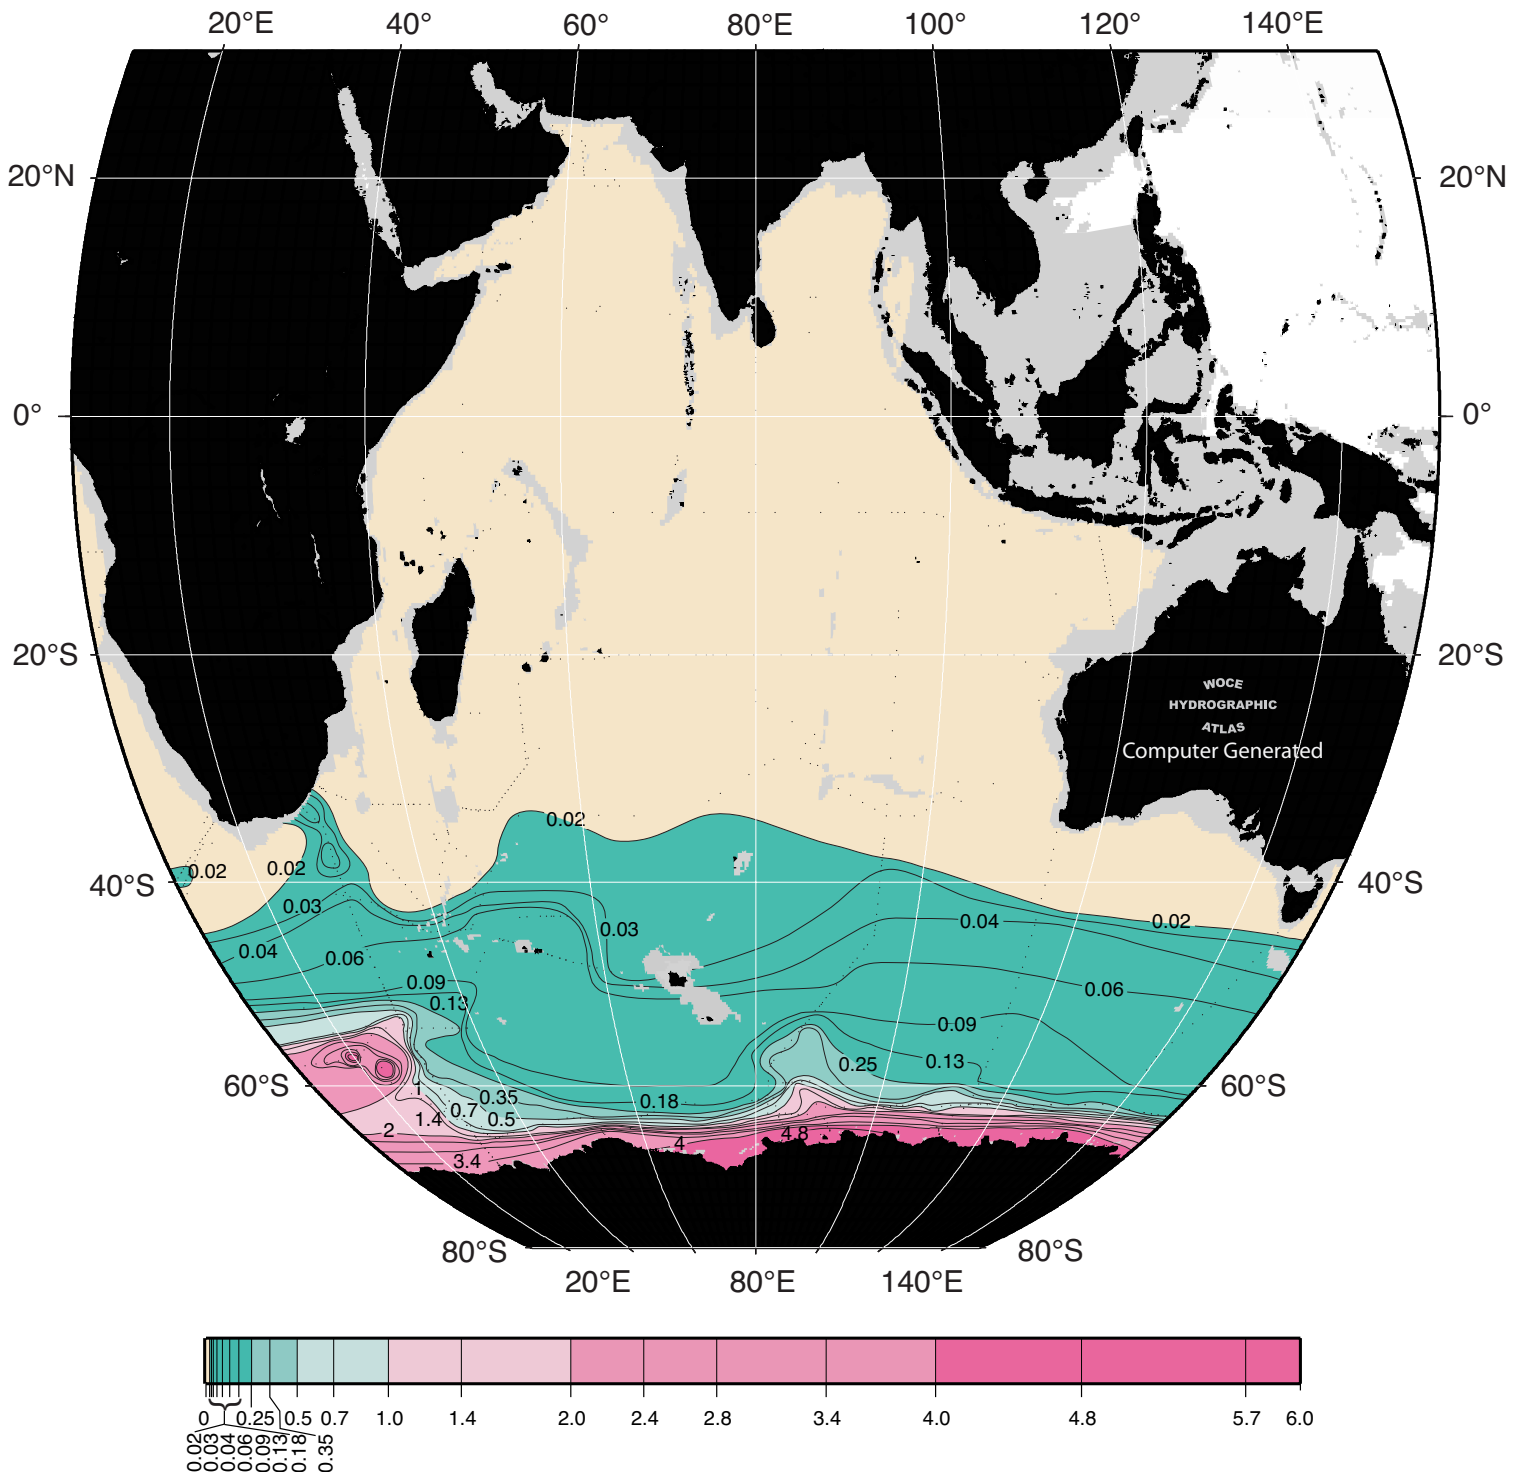 20°E 40° 60° 80°E 100° 120° 140°E
20°N 20°N
0° 0°
20°S 20°S
WOCE
HYDROGRAPHIC
ATLAS
Computer Generated
0.02
0.02 0.02
40°S 40°S
0.03 0.04 0.02
0.03
0.04 0.06
0.09 0.06
0.13
0.09
0.13
0.25
60°S 60°S
1 0.35 0.18
0.7
1.4 0.5
2 4.8
4
3.4
80°S 80°S
20°E 80°E 140°E
0 0.25 0.5 0.7 1.0 1.4 2.0 2.4 2.8 3.4 4.0 4.8 5.7 6.0
0.02 0.03 0.04 0.06 0.09 0.13 0.18 0.35